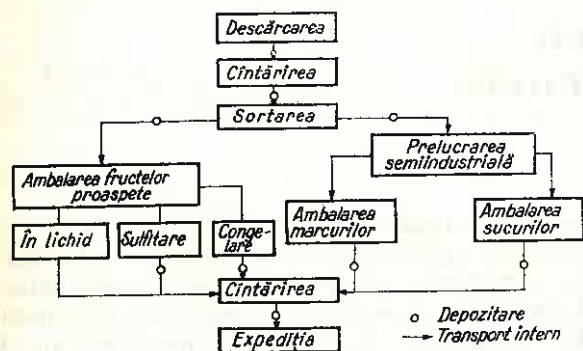 Descărcarea
Cîntărirea
Sortarea
Prelucrarea
semiindustrială
Ambalarea fructelor
proaspete
În lichid
Sulfitare
Conge-
lare
Ambalarea
marcurilor
Ambalarea
sucurilor
Cîntărirea
Expediția
Depozitare
Transport intern